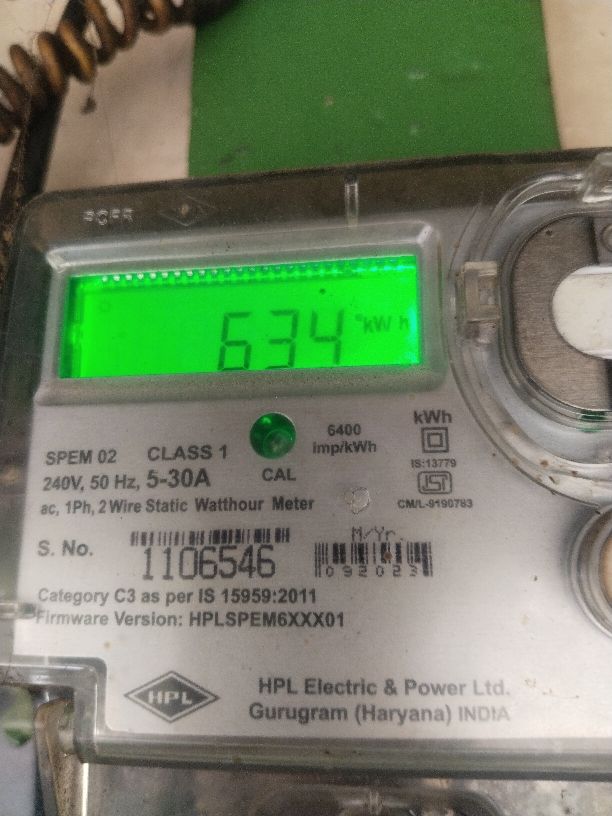 634 kWh
SPEM 02 CLASS 1
240V, 50 Hz, 5-30A
ac, 1Ph, 2 Wire Static Watthour Meter
CAL
6400
imp/kWh
kWh
IS:13779
CM/L-9190783
S. No.
1106546
M/Yr.
092023
Category C3 as per IS 15959:2011
Firmware Version: HPLSPEM6XXX01
HPL
HPL Electric & Power Ltd.
Gurugram (Haryana) INDIA